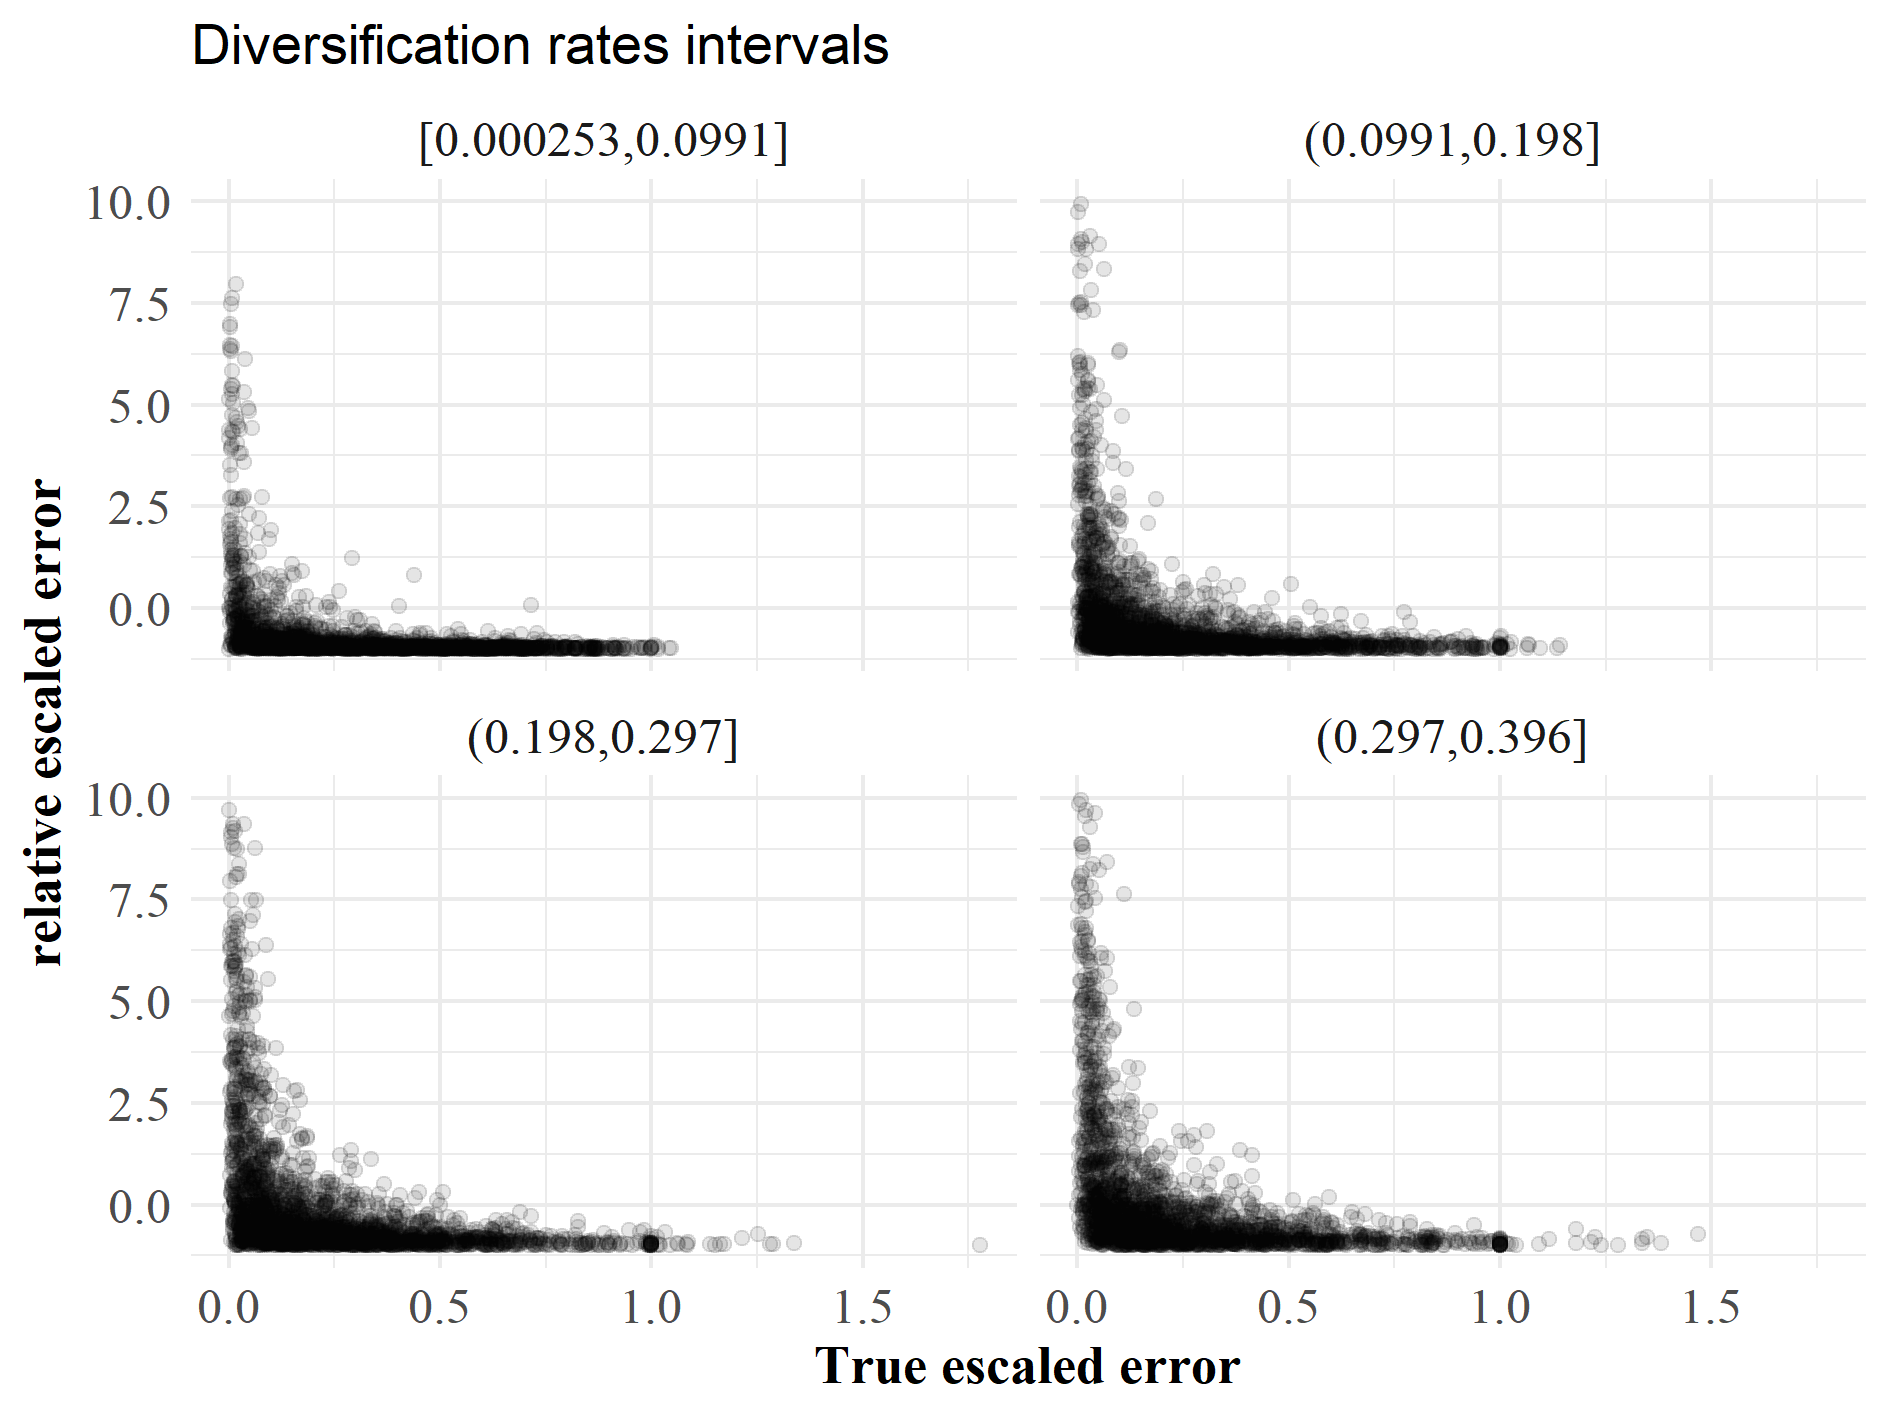 Diversification rates intervals
[0.000253,0.0991]
(0.0991,0.198]
10.0
7.5
5.0
2.5
0.0
(0.198,0.297]
(0.297,0.396]
10.0
7.5
5.0
2.5
0.0
relative escaled error
0.0 0.5 1.0 1.5
0.0 0.5 1.0 1.5
True escaled error